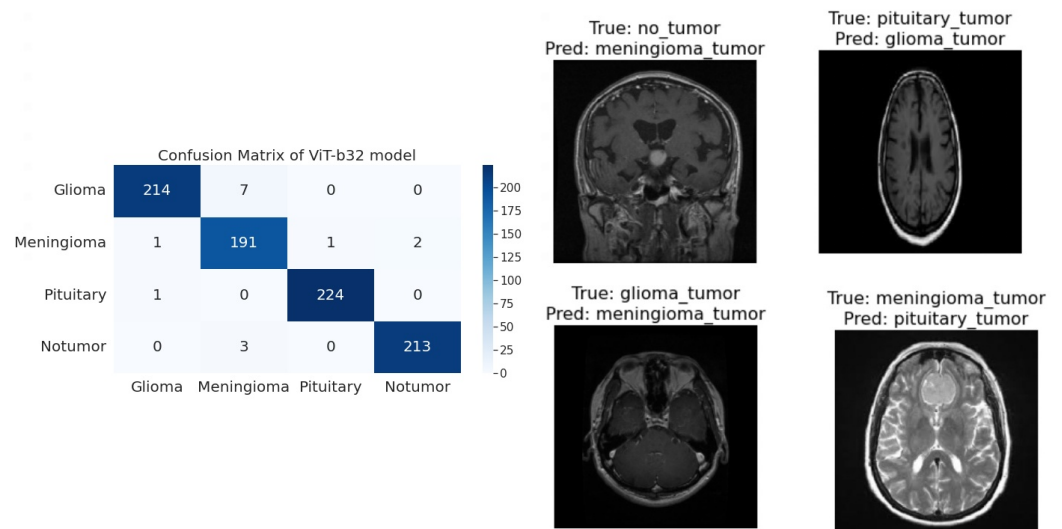 Confusion Matrix of ViT-b32 model
Glioma 214 7 0 0
Meningioma 1 191 1 2
Pituitary 1 0 224 0
Notumor 0 3 0 213
Glioma Meningioma Pituitary Notumor
200
175
150
125
100
75
50
25
0
True: no_tumor
Pred: meningioma_tumor
True: pituitary_tumor
Pred: glioma_tumor
True: glioma_tumor
Pred: meningioma_tumor
True: meningioma_tumor
Pred: pituitary_tumor